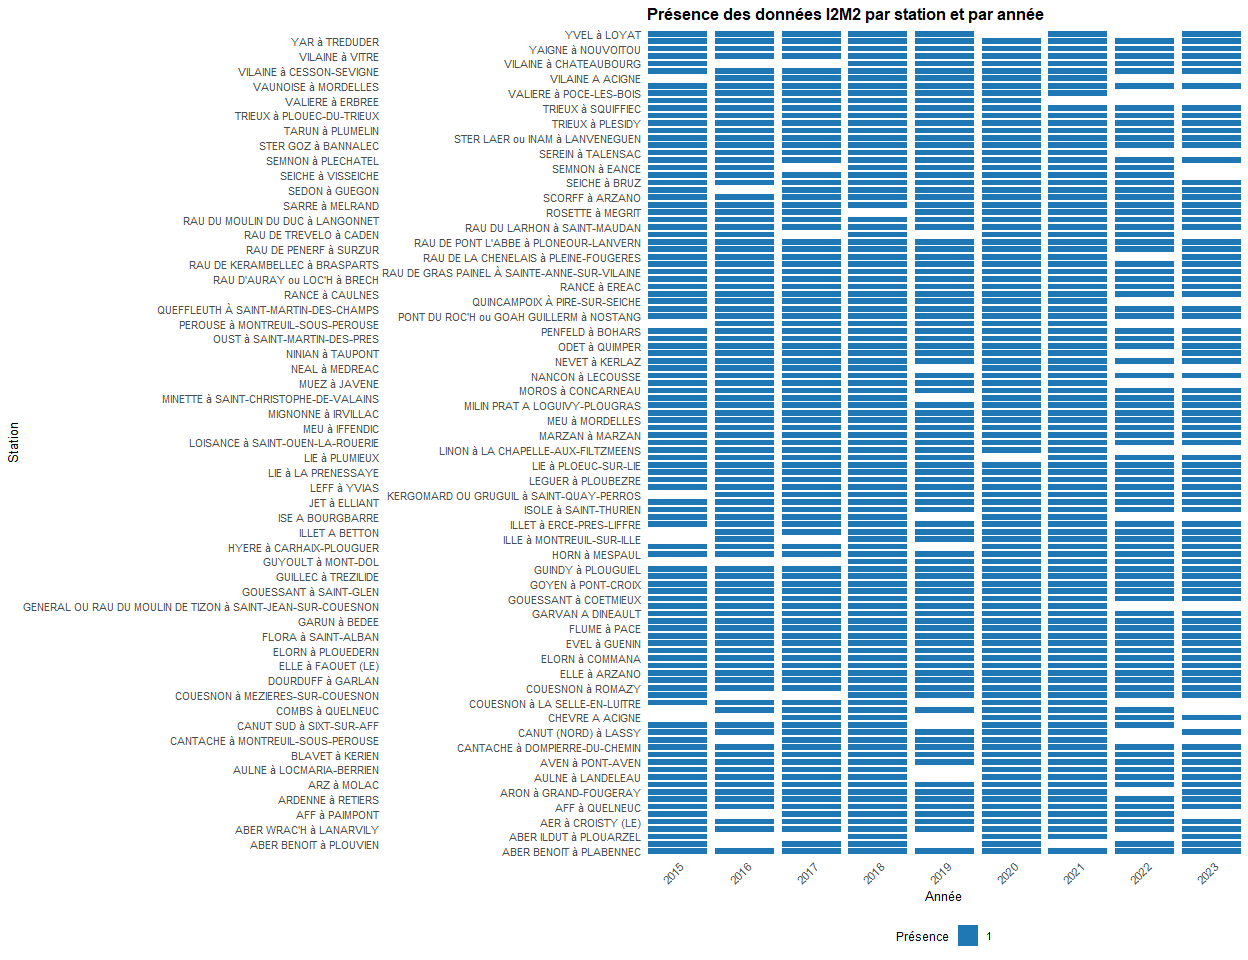 Présence des données I2M2 par station et par année
YVEL à LOYAT
YAR à TREDUDER
YAIGNE à NOUVOITOU
VILAINE à VITRE
VILAINE à CHATEAUBOURG
VILAINE à CESSON-SEVIGNE
VILAINE A ACIGNE
VAUNOISE à MORDELLES
VALIERE à POCE-LES-BOIS
VALIERE à ERBREE
TRIEUX à SQUIFFIEC
TRIEUX à PLOUEC-DU-TRIEUX
TRIEUX à PLESIDY
TARUN à PLUMELIN
STER LAER ou INAM à LANVENEGUEN
STER GOZ à BANNALEC
SEREIN à TALENSAC
SEMNON à PLECHATEL
SEMNON à EANCE
SEICHE à VISSEICHE
SEICHE à BRUZ
SEDON à GUEGON
SCORFF à ARZANO
SARRE à MELRAND
ROSETTE à MEGRIT
RAU DU MOULIN DU DUC à LANGONNET
RAU DU LARHON à SAINT-MAUDAN
RAU DE TREVELO à CADEN
RAU DE PONT L'ABBE à PLONEOUR-LANVERN
RAU DE PENERF à SURZUR
RAU DE LA CHENELAIS à PLEINE-FOUGERES
RAU DE KERAMBELLEC à BRASPARTS
RAU DE GRAS PAINEL À SAINTE-ANNE-SUR-VILAINE
RAU D'AURAY ou LOC'H à BRECH
RANCE à EREAC
RANCE à CAULNES
QUINCAMPOIX À PIRE-SUR-SEICHE
QUEFFLEUTH À SAINT-MARTIN-DES-CHAMPS
PONT DU ROC'H ou GOAH GUILLERM à NOSTANG
PEROUSE à MONTREUIL-SOUS-PEROUSE
PENFELD à BOHARS
OUST à SAINT-MARTIN-DES-PRES
ODET à QUIMPER
NINIAN à TAUPONT
NEVET à KERLAZ
NEAL à MEDREAC
NANCON à LECOUSSE
MUEZ à JAVENE
MOROS à CONCARNEAU
MINETTE à SAINT-CHRISTOPHE-DE-VALAINS
MILIN PRAT A LOGUIVY-PLOUGRAS
MIGNONNE à IRVILLAC
MEU à MORDELLES
MEU à IFFENDIC
MARZAN à MARZAN
LOISANCE à SAINT-OUEN-LA-ROUERIE
LINON à LA CHAPELLE-AUX-FILTZMEENS
LIE à PLUMIEUX
LIE à PLOEUC-SUR-LIE
LIE à LA PRENESSAYE
LEGUER à PLOUBEZRE
LEFF à YVIAS
KERGOMARD OU GRUGUIL à SAINT-QUAY-PERROS
JET à ELLIANT
ISOLE à SAINT-THURIEN
ISE A BOURGBARRE
ILLET à ERCE-PRES-LIFFRE
ILLET A BETTON
ILLE à MONTREUIL-SUR-ILLE
HYERE à CARHAIX-PLOUGUER
HORN à MESPAUL
GUYOULT à MONT-DOL
GUINDY à PLOUGUIEL
GUILLEC à TREZILIDE
GOYEN à PONT-CROIX
GOUESSANT à SAINT-GLEN
GOUESSANT à COETMIEUX
GENERAL OU RAU DU MOULIN DE TIZON à SAINT-JEAN-SUR-COUESNON
GARVAN A DINEAULT
GARUN à BEDEE
FLUME à PACE
FLORA à SAINT-ALBAN
EVEL à GUENIN
ELORN à PLOUEDERN
ELORN à COMMANA
ELLE à FAOUET (LE)
ELLE à ARZANO
DOURDUFF à GARLAN
COUESNON à ROMAZY
COUESNON à MEZIERES-SUR-COUESNON
COUESNON à LA SELLE-EN-LUITRE
COMBS à QUELNEUC
CHEVRE A ACIGNE
CANUT SUD à SIXT-SUR-AFF
CANUT (NORD) à LASSY
CANTACHE à MONTREUIL-SOUS-PEROUSE
CANTACHE à DOMPIERRE-DU-CHEMIN
BLAVET à KERIEN
AVEN à PONT-AVEN
AULNE à LOCMARIA-BERRIEN
AULNE à LANDELEAU
ARZ à MOLAC
ARON à GRAND-FOUGERAY
ARDENNE à RETIERS
AFF à QUELNEUC
AFF à PAIMPONT
AER à CROISTY (LE)
ABER WRAC'H à LANARVILY
ABER ILDUT à PLOUARZEL
ABER BENOIT à PLOUVIEN
ABER BENOIT à PLABENNEC
Station
2015 2016 2017 2018 2019 2020 2021 2022 2023
Année
Présence 1